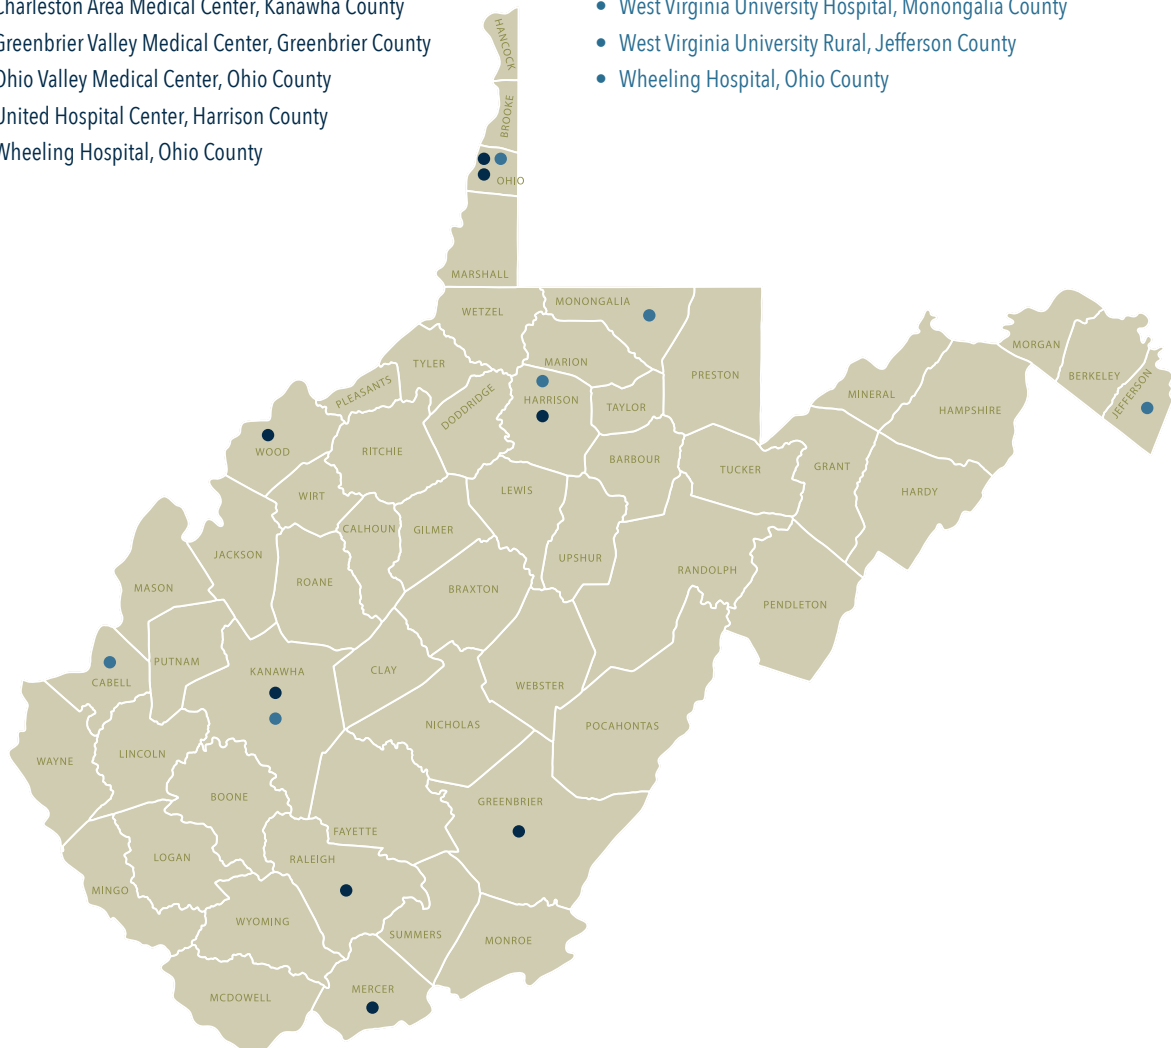 Charleston Area Medical Center, Kanawha County
Greenbrier Valley Medical Center, Greenbrier County
Ohio Valley Medical Center, Ohio County
United Hospital Center, Harrison County
Wheeling Hospital, Ohio County
• West Virginia University Hospital, Monongalia County
• West Virginia University Rural, Jefferson County
• Wheeling Hospital, Ohio County
HANCOCK
BROOKE
OHIO
MARSHALL
WETZEL
MONONGALIA
TYLER
MARION
PRESTON
MORGAN
BERKELEY
JEFFERSON
PLEASANTS
DODDRIDGE
HARRISON
TAYLOR
MINERAL
HAMPSHIRE
WOOD
RITCHIE
BARBOUR
TUCKER
GRANT
HARDY
WIRT
LEWIS
CALHOUN
GILMER
JACKSON
UPSHUR
RANDOLPH
MASON
ROANE
BRAXTON
PENDLETON
PUTNAM
KANAWHA
CLAY
CABELL
WEBSTER
NICHOLAS
POCAHONTAS
WAYNE
LINCOLN
BOONE
GREENBRIER
FAYETTE
LOGAN
RALEIGH
MINGO
WYOMING
SUMMERS
MONROE
MCDOWELL
MERCER